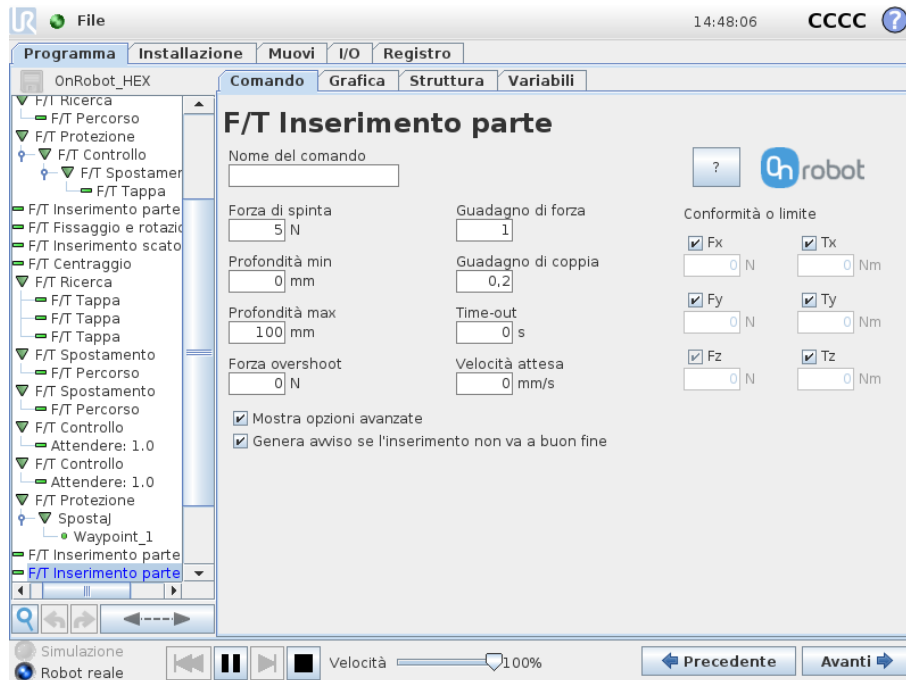 UR File 14:48:06 CCCC ?
Programma Installazione Muovi I/O Registro
OnRobot_HEX Comando Grafica Struttura Variabili
F/T Ricerca
F/T Percorso
F/T Protezione
F/T Controllo
F/T Spostamen
F/T Tappa
F/T Inserimento parte
F/T Fissaggio e rotazio
F/T Inserimento scato
F/T Centraggio
F/T Ricerca
F/T Tappa
F/T Tappa
F/T Tappa
F/T Spostamento
F/T Percorso
F/T Spostamento
F/T Percorso
F/T Controllo
Attendere: 1.0
F/T Controllo
Attendere: 1.0
F/T Protezione
SpostaJ
Waypoint_1
F/T Inserimento parte
F/T Inserimento parte
F/T Inserimento parte
Nome del comando
? On robot
Forza di spinta Guadagno di forza Conformità o limite
5 N 1 Fx Tx
Profondità min Guadagno di coppia 0 N 0 Nm
0 mm 0,2 Fy Ty
Profondità max Time-out 0 N 0 Nm
100 mm 0 s Fz Tz
Forza overshoot Velocità attesa 0 N 0 Nm
0 N 0 mm/s
Mostra opzioni avanzate
Genera avviso se l'inserimento non va a buon fine
Simulazione
Robot reale
Velocità 100% Precedente Avanti